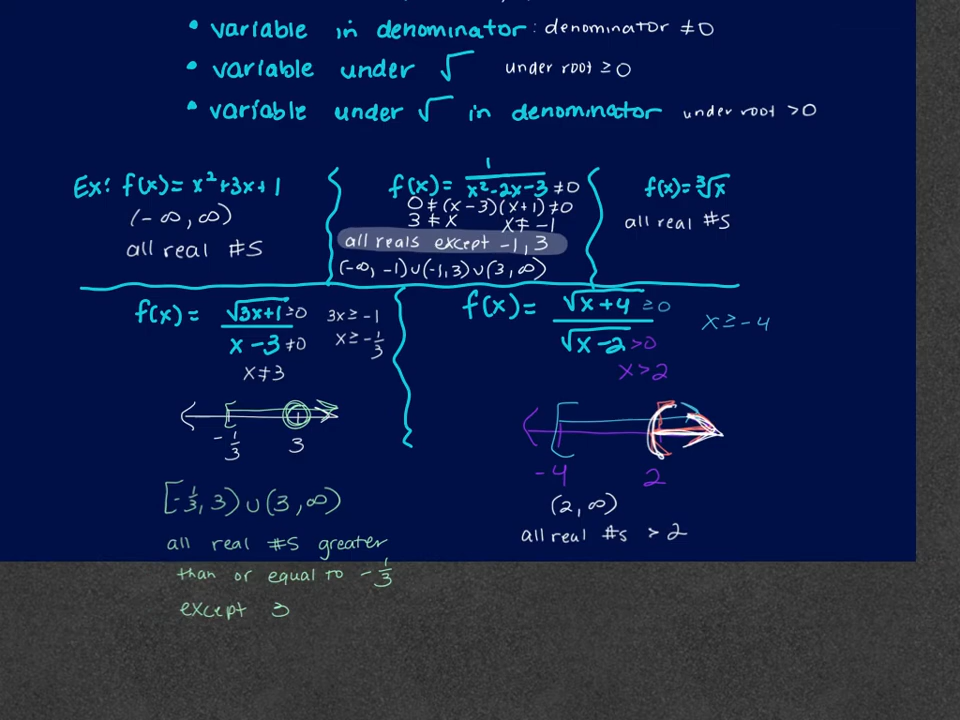 • variable in denominator: denominator ≠0
• variable under √ under root ≥ 0
• variable under √ in denominator under root >0
Ex: f(x) = x² + 3x + 1
(-∞, ∞)
all real #s
f(x) = 1/(x² - 2x - 3) ≠0
0 ≠ (x - 3)(x + 1) ≠ 0
3 ≠ x x ≠ -1
all reals except -1, 3
(-∞, -1) ∪ (-1, 3) ∪ (3, ∞)
f(x) = ∛x
all real #s
f(x) = √(3x+1) ≥0 / x - 3 ≠0
3x ≥ -1
x ≥ -1/3
x ≠ 3
-1/3 3
[-1/3, 3) ∪ (3, ∞)
all real #s greater
than or equal to -1/3
except 3
f(x) = √(x+4) ≥0 / √(x-2) >0
x ≥ -4
x > 2
-4 2
(2, ∞)
all real #s > 2